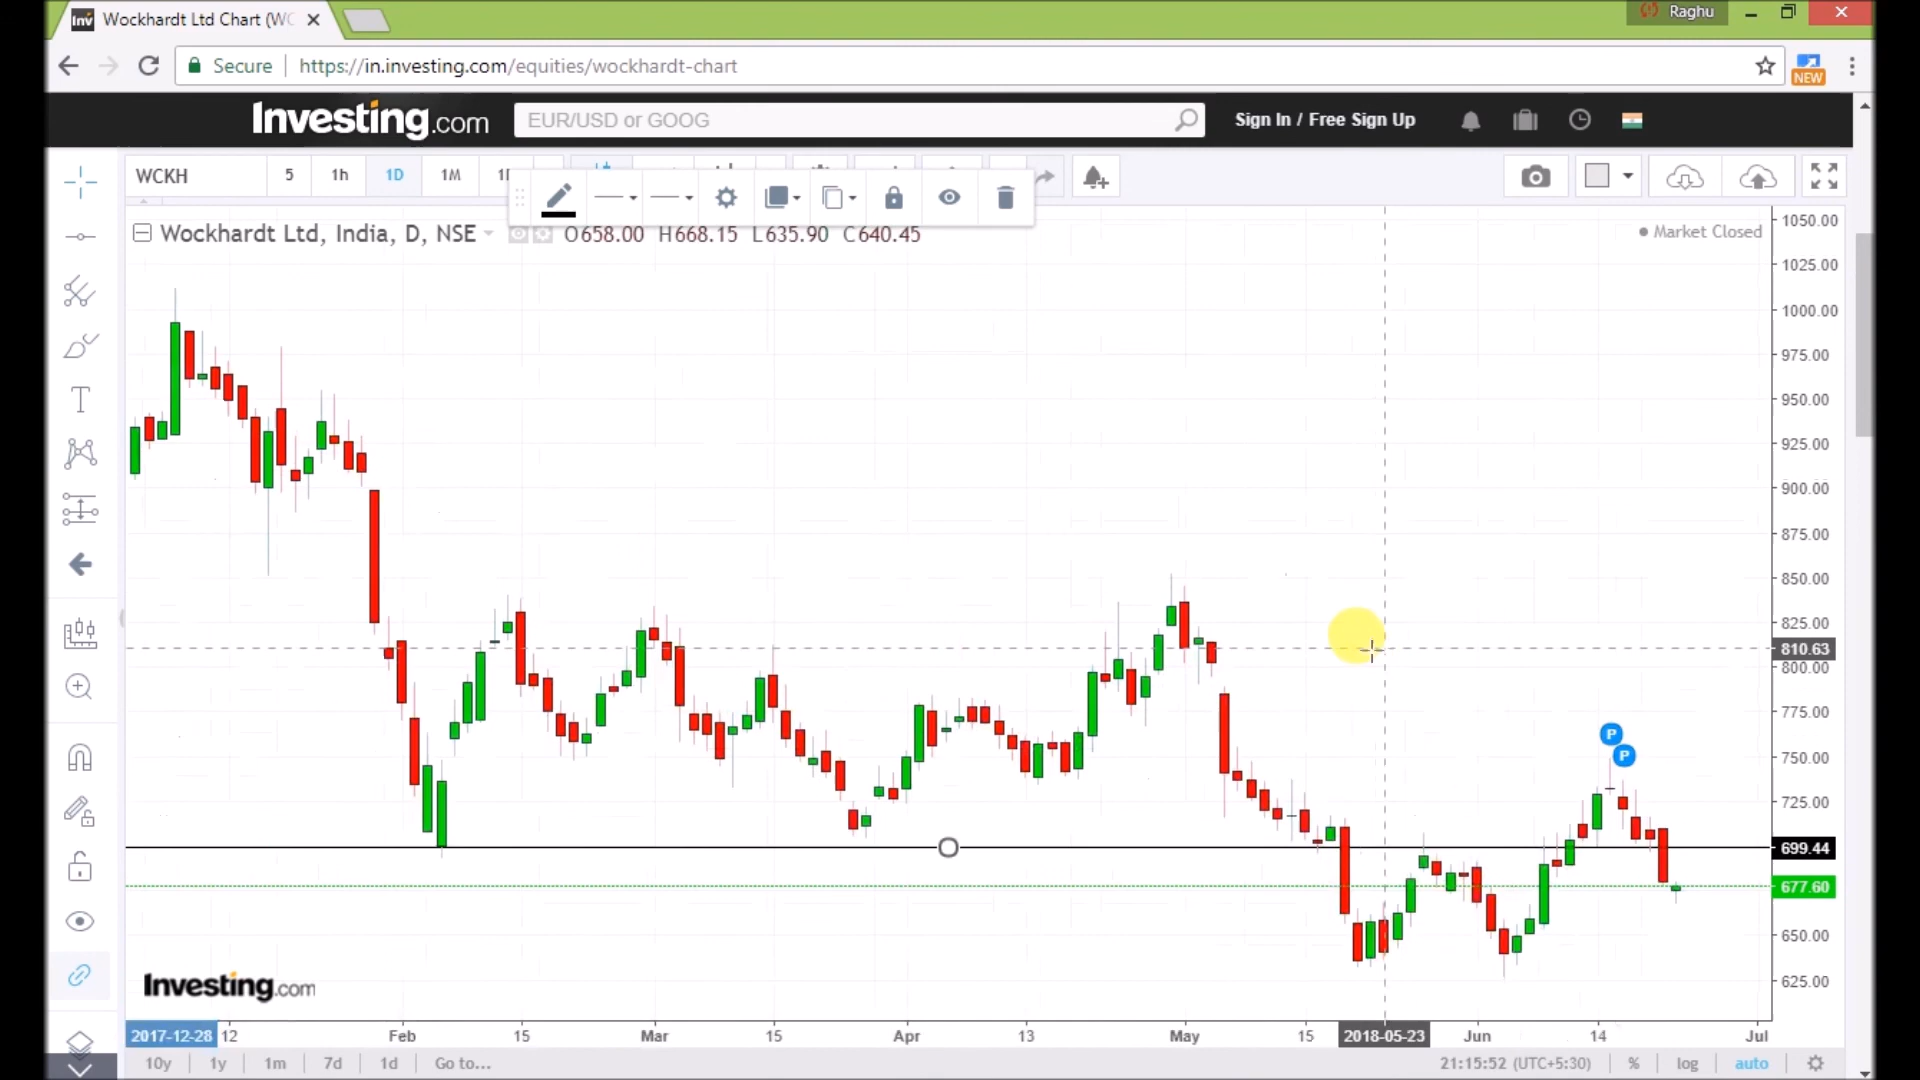 Inv Wockhardt Ltd Chart (WC
Raghu
Secure https://in.investing.com/equities/wockhardt-chart
NEW
Investing.com
EUR/USD or GOOG
Sign In / Free Sign Up
WCKH 5 1h 1D 1M
Wockhardt Ltd, India, D, NSE O658.00 H668.15 L635.90 C640.45
Market Closed
1050.00
1025.00
1000.00
975.00
950.00
925.00
900.00
875.00
850.00
825.00
810.63
800.00
775.00
750.00
725.00
699.44
677.60
650.00
625.00
P
P
Investing.com
2017-12-28 12 Feb 15 Mar 15 Apr 13 May 15 2018-05-23 Jun 14 Jul
10y 1y 1m 7d 1d Go to... 21:15:52 (UTC+5:30) % log auto